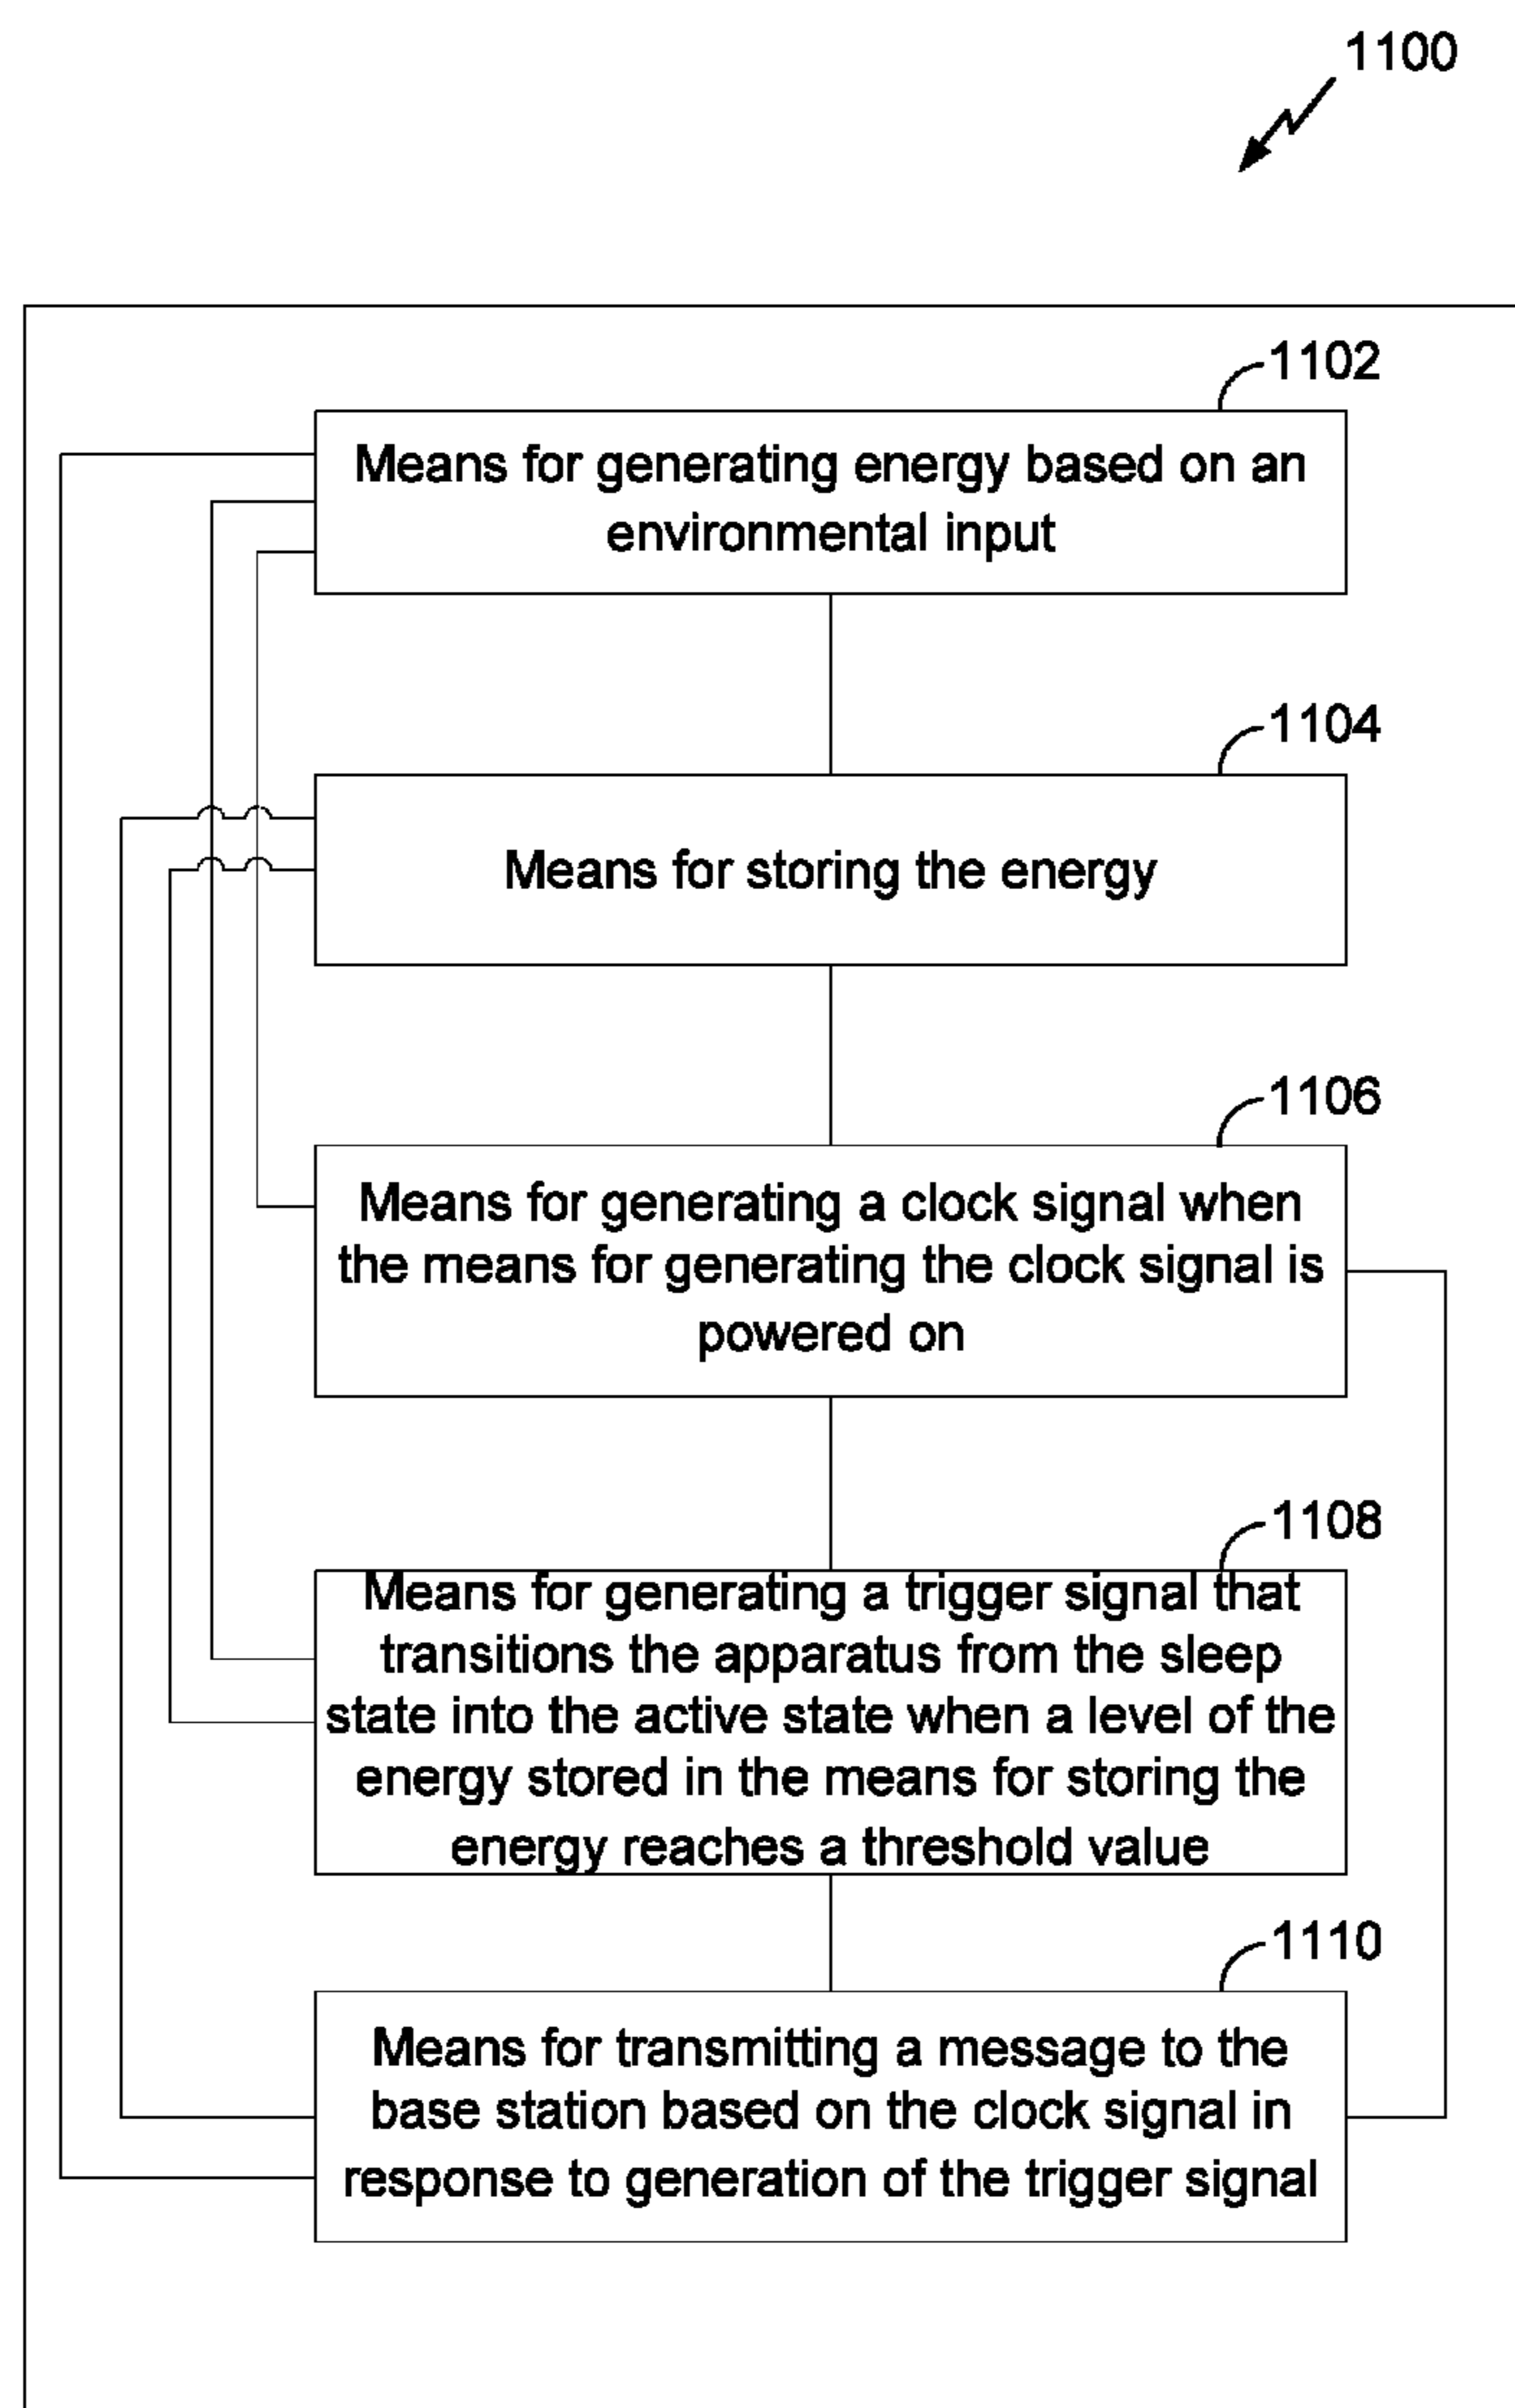 1100
1102
Means for generating energy based on an
environmental input
1104
Means for storing the energy
1106
Means for generating a clock signal when
the means for generating the clock signal is
powered on
1108
Means for generating a trigger signal that
transitions the apparatus from the sleep
state into the active state when a level of the
energy stored in the means for storing the
energy reaches a threshold value
1110
Means for transmitting a message to the
base station based on the clock signal in
response to generation of the trigger signal